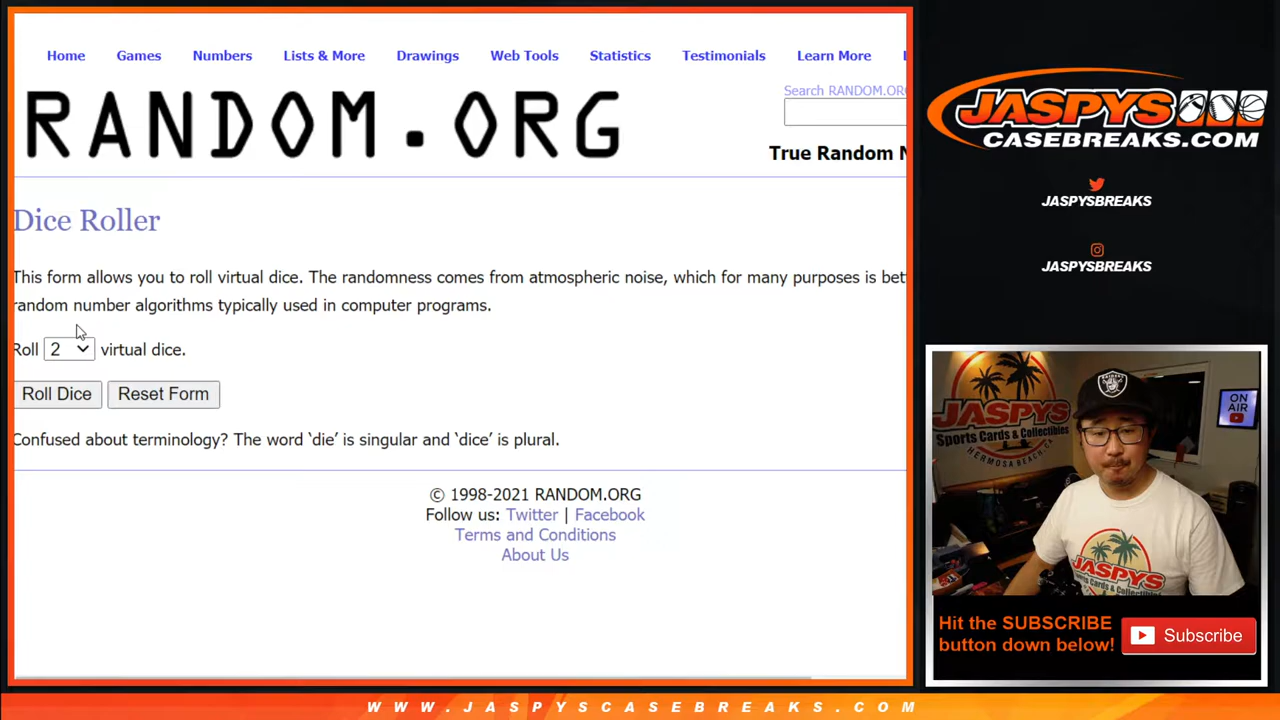 Home Games Numbers Lists & More Drawings Web Tools Statistics Testimonials Learn More
RANDOM.ORG
Search RANDOM.ORG
True Random N
Dice Roller
This form allows you to roll virtual dice. The randomness comes from atmospheric noise, which for many purposes is bet
random number algorithms typically used in computer programs.
Roll 2 virtual dice.
Roll Dice Reset Form
Confused about terminology? The word ‘die’ is singular and ‘dice’ is plural.
© 1998-2021 RANDOM.ORG
Follow us: Twitter | Facebook
Terms and Conditions
About Us
JASPYS
CASEBREAKS.COM
JASPYSBREAKS
JASPYSBREAKS
JASPYS
Sports Cards & Collectibles
HERMOSA BEACH, CA
ON
AIR
RAIDERS
JASPYS
Hit the SUBSCRIBE
button down below!
Subscribe
WWW.JASPYSCASEBREAKS.COM